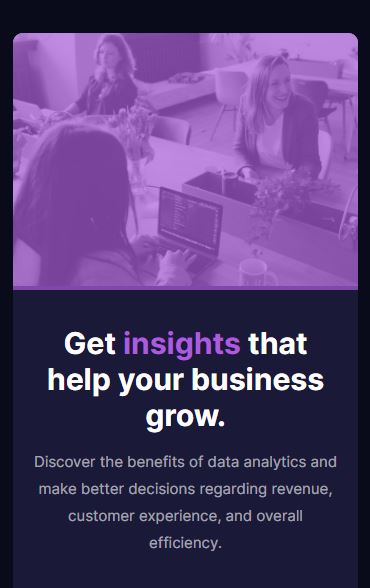 Get insights that
help your business
grow.
Discover the benefits of data analytics and
make better decisions regarding revenue,
customer experience, and overall
efficiency.